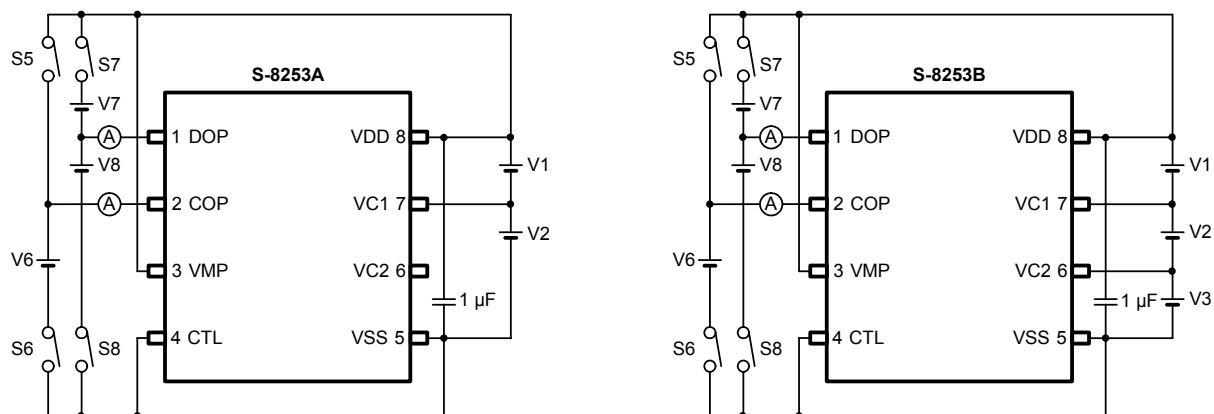 S-8253A
S5
S7
V7
A
1 DOP
VDD 8
V8
V1
A
2 COP
VC1 7
V2
V6
3 VMP
VC2 6
1 µF
S6
S8
4 CTL
VSS 5
S-8253B
S5
S7
V7
A
1 DOP
VDD 8
V8
V1
A
2 COP
VC1 7
V2
V6
3 VMP
VC2 6
1 µF
V3
S6
S8
4 CTL
VSS 5